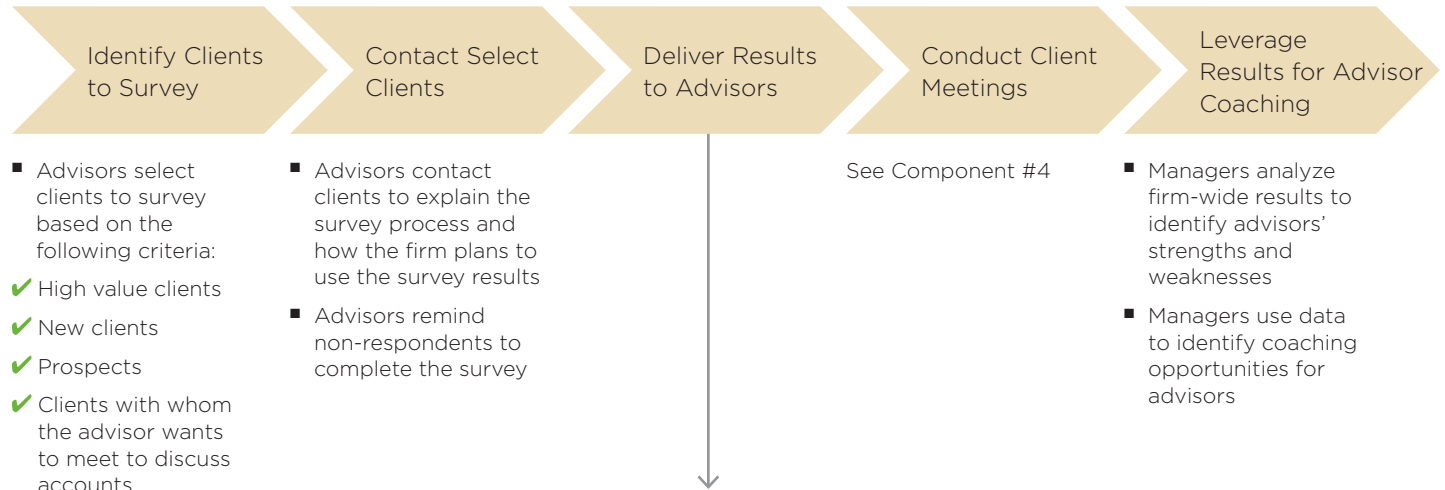 Identify Clients
to Survey
Contact Select
Clients
Deliver Results
to Advisors
Conduct Client
Meetings
Leverage
Results for Advisor
Coaching
■ Advisors select
clients to survey
based on the
following criteria:
✔ High value clients
✔ New clients
✔ Prospects
✔ Clients with whom
the advisor wants
to meet to discuss
accounts
■ Advisors contact
clients to explain the
survey process and
how the firm plans to
use the survey results
■ Advisors remind
non-respondents to
complete the survey
See Component #4
■ Managers analyze
firm-wide results to
identify advisors’
strengths and
weaknesses
■ Managers use data
to identify coaching
opportunities for
advisors